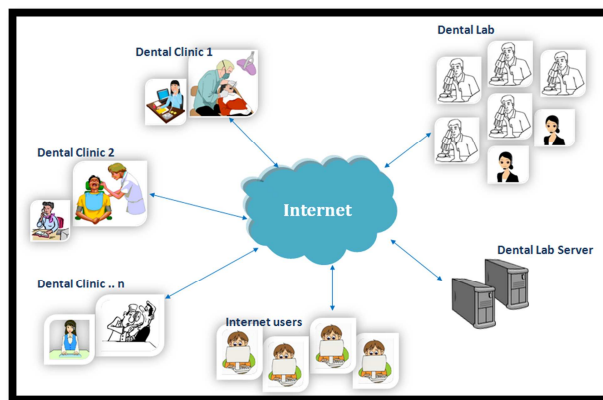 Dental Clinic 1
Dental Lab
Dental Clinic 2
Internet
Dental Lab Server
Dental Clinic .. n
Internet users